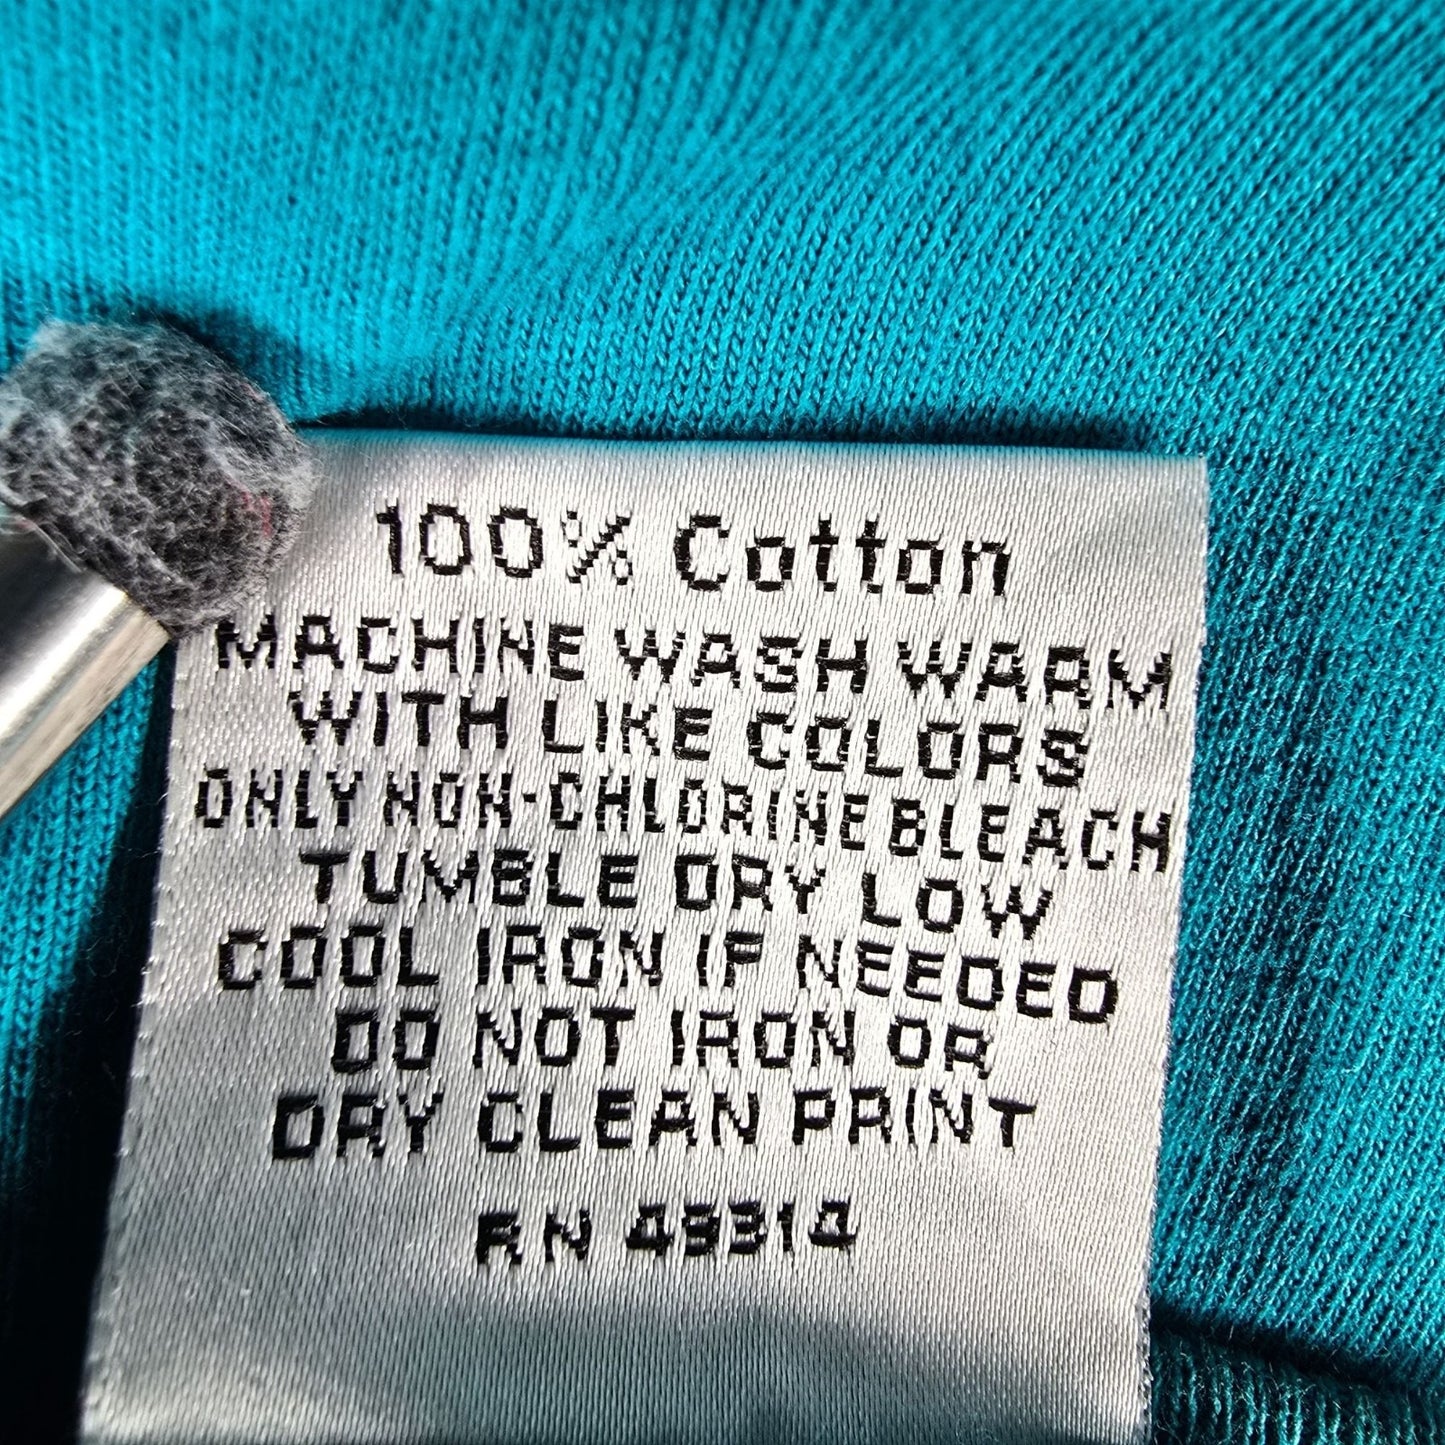 100% Cotton
MACHINE WASH WARM
WITH LIKE COLORS
ONLY NON-CHLORINE BLEACH
TUMBLE DRY LOW
COOL IRON IF NEEDED
DO NOT IRON OR
DRY CLEAN PRINT
RN 49314